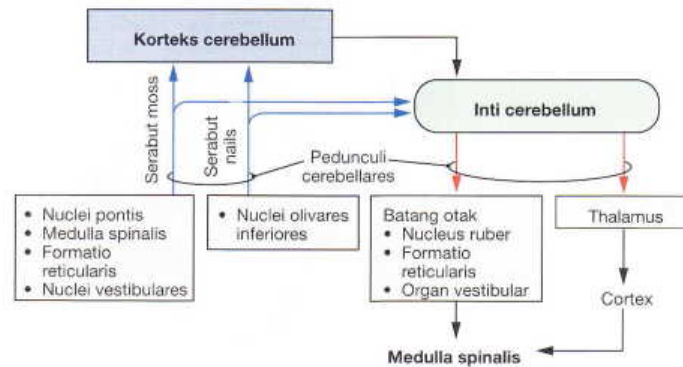 Korteks cerebellum
Inti cerebellum
Serabut moss
Serabut
nails
Pedunculi
cerebellares
• Nuclei pontis
• Medulla spinalis
• Formatio
reticularis
• Nuclei vestibulares
• Nuclei olivares
inferiores
Batang otak
• Nucleus ruber
• Formatio
reticularis
• Organ vestibular
Thalamus
Cortex
Medulla spinalis